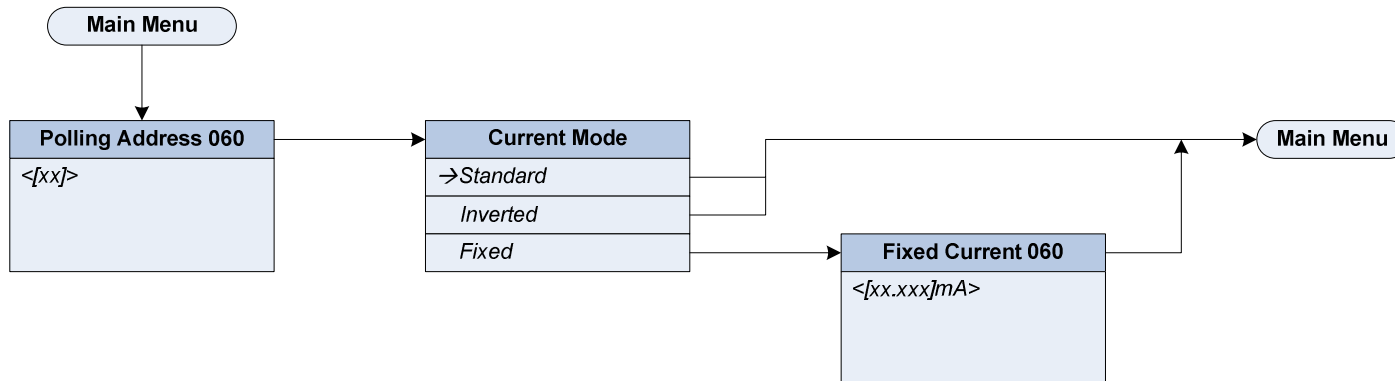 Main Menu
Polling Address 060
<[xx]>
Current Mode
→Standard
Inverted
Fixed
Fixed Current 060
<[xx.xxx]mA>
Main Menu